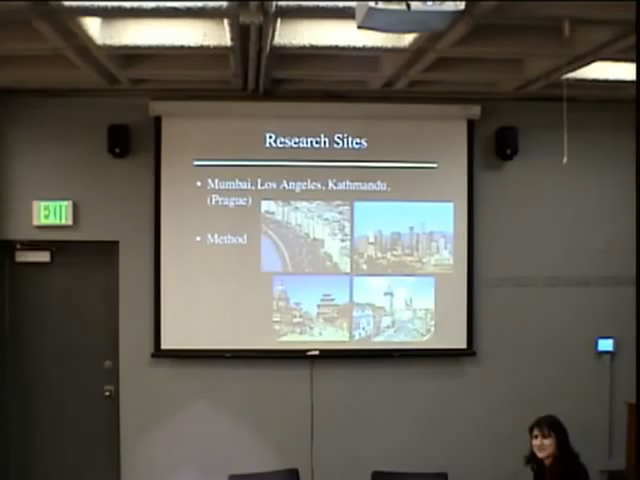 Research Sites
• Mumbai, Los Angeles, Kathmandu,
(Prague)
• Method
EXIT